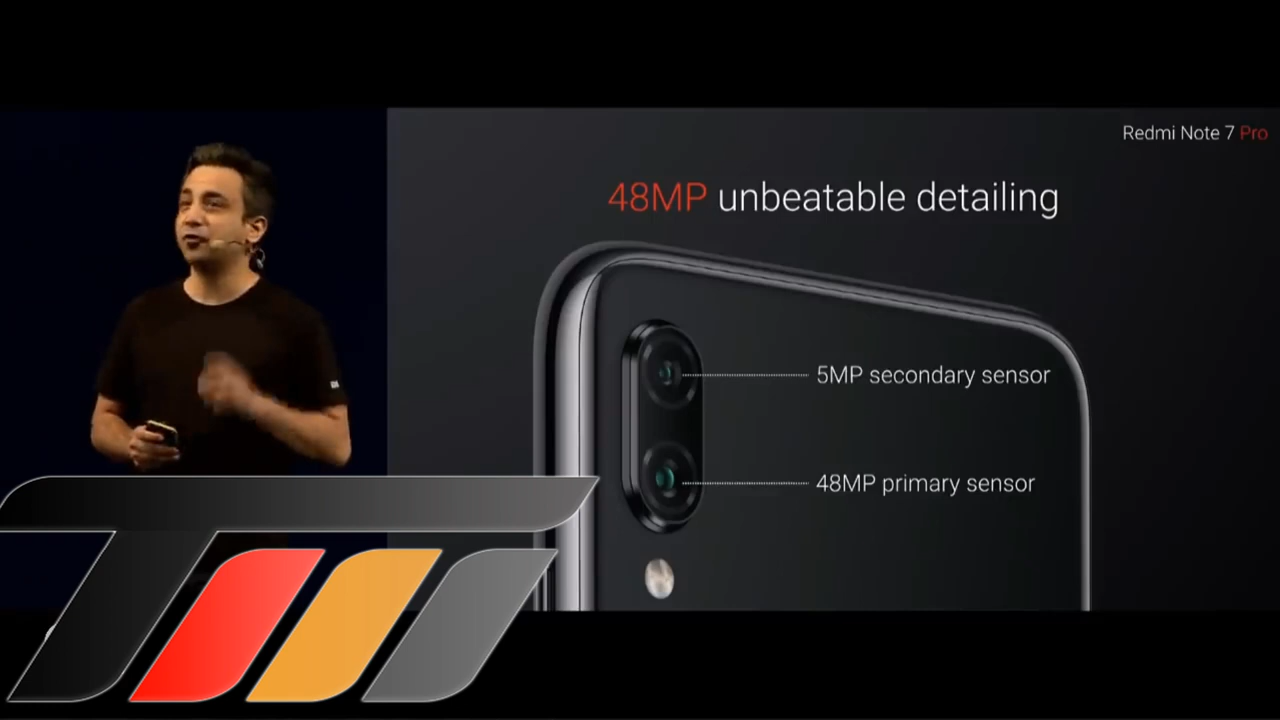 Redmi Note 7 Pro
48MP unbeatable detailing
5MP secondary sensor
48MP primary sensor